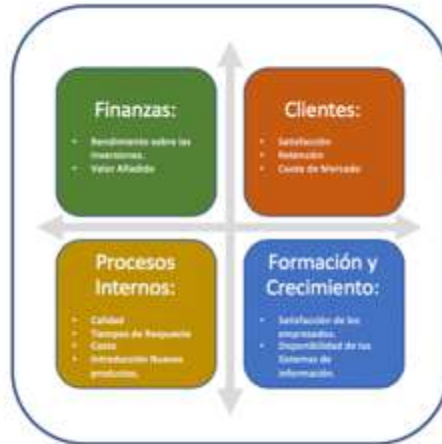 Finanzas:
• Rendimiento sobre las
inversiones.
• Valor Añadido
Clientes:
• Satisfacción
• Retención
• Cuota de Mercado
Procesos
Internos:
• Calidad
• Tiempos de Respuesta
• Costo
• Introducción Nuevos
productos.
Formación y
Crecimiento:
• Satisfacción de los
empresados.
• Disponibilidad de los
Sistemas de
información.